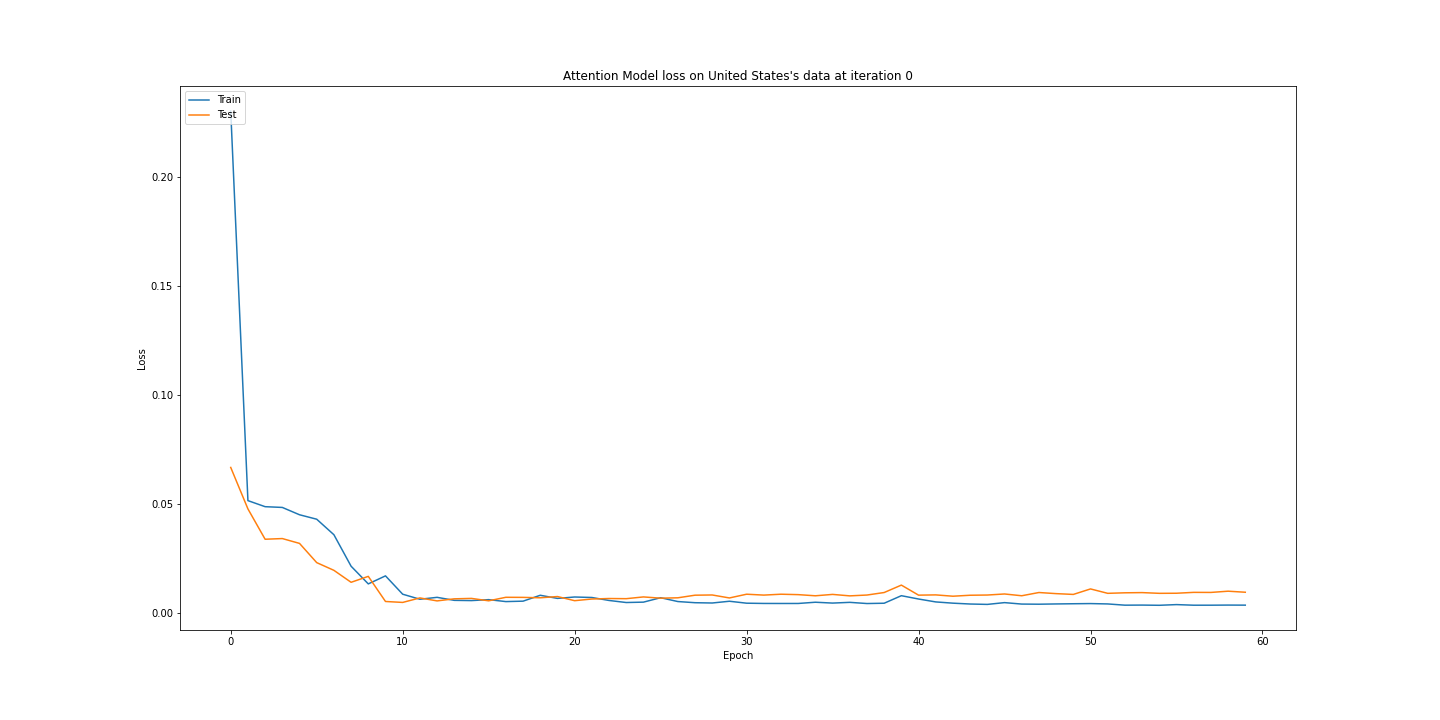 Attention Model loss on United States's data at iteration 0
Train
Test
0.20
0.15
0.10
0.05
0.00
Loss
0 10 20 30 40 50 60
Epoch